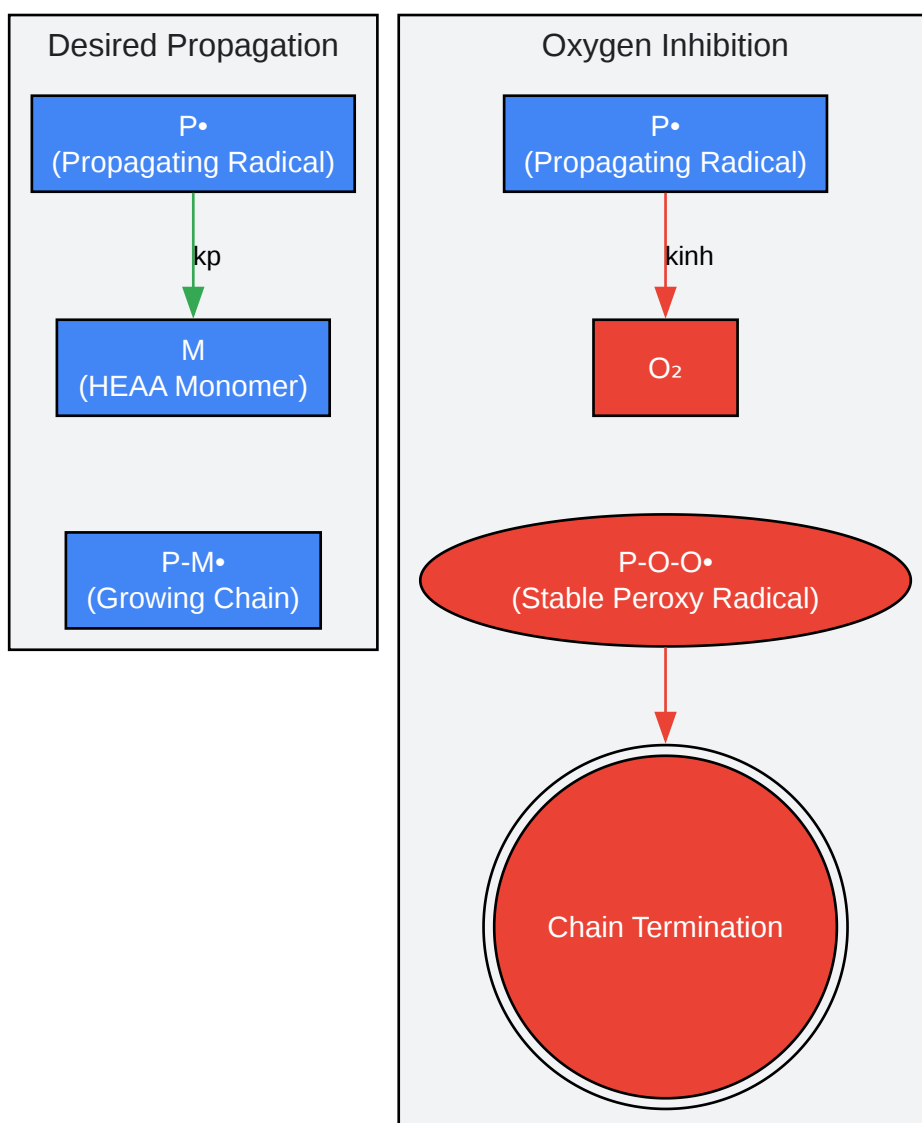 Desired Propagation
P•
(Propagating Radical)
kp
M
(HEAA Monomer)
P-M•
(Growing Chain)
Oxygen Inhibition
P•
(Propagating Radical)
kinh
O₂
P-O-O•
(Stable Peroxy Radical)
Chain Termination